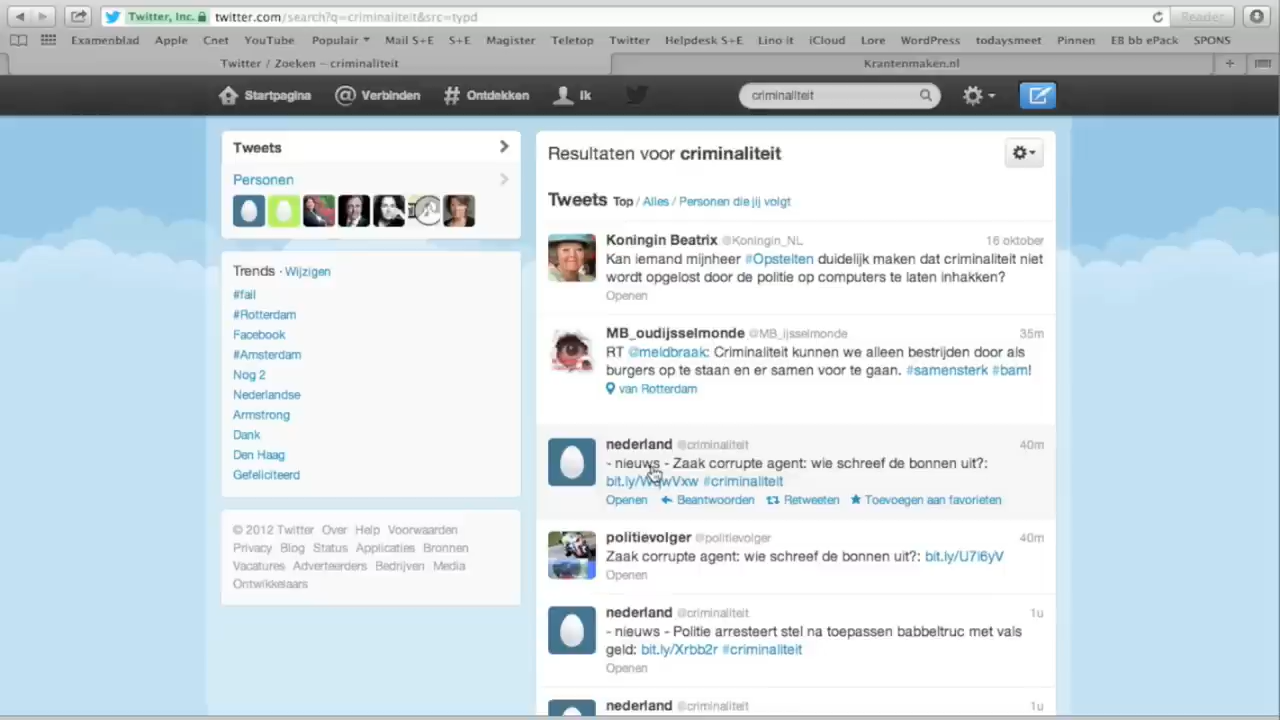 Twitter, Inc. twitter.com/search?q=criminaliteit&src=typd Reader
Examenblad Apple Cnet YouTube Populair Mail S+E S+E Magister Teletop Twitter Helpdesk S+E Lino it iCloud Lore WordPress todaysmeet Pinnen EB bb ePack SPONS
Twitter / Zoeken – criminaliteit Krantenmaken.nl
Startpagina @ Verbinden # Ontdekken Ik criminaliteit
Tweets
Personen
Trends · Wijzigen
#fail
#Rotterdam
Facebook
#Amsterdam
Nog 2
Nederlandse
Armstrong
Dank
Den Haag
Gefeliciteerd
© 2012 Twitter Over Help Voorwaarden
Privacy Blog Status Applicaties Bronnen
Vacatures Adverteerders Bedrijven Media
Ontwikkelaars
Resultaten voor criminaliteit
Tweets Top / Alles / Personen die jij volgt
Koningin Beatrix @Koningin_NL 16 oktober
Kan iemand mijnheer #Opstelten duidelijk maken dat criminaliteit niet
wordt opgelost door de politie op computers te laten inhakken?
Openen
MB_oudijsselmonde @MB_ijsselmonde 35m
RT @meldbraak: Criminaliteit kunnen we alleen bestrijden door als
burgers op te staan en er samen voor te gaan. #samensterk #bam!
van Rotterdam
nederland @criminaliteit 40m
- nieuws - Zaak corrupte agent: wie schreef de bonnen uit?:
#criminaliteit
Openen Beantwoorden Retweeten Toevoegen aan favorieten
politievolger @politievolger 40m
Zaak corrupte agent: wie schreef de bonnen uit?: bit.ly/U7l6yV
Openen
nederland @criminaliteit 1u
- nieuws - Politie arresteert stel na toepassen babbeltruc met vals
geld: bit.ly/Xrbb2r #criminaliteit
Openen
nederland @criminaliteit 1u